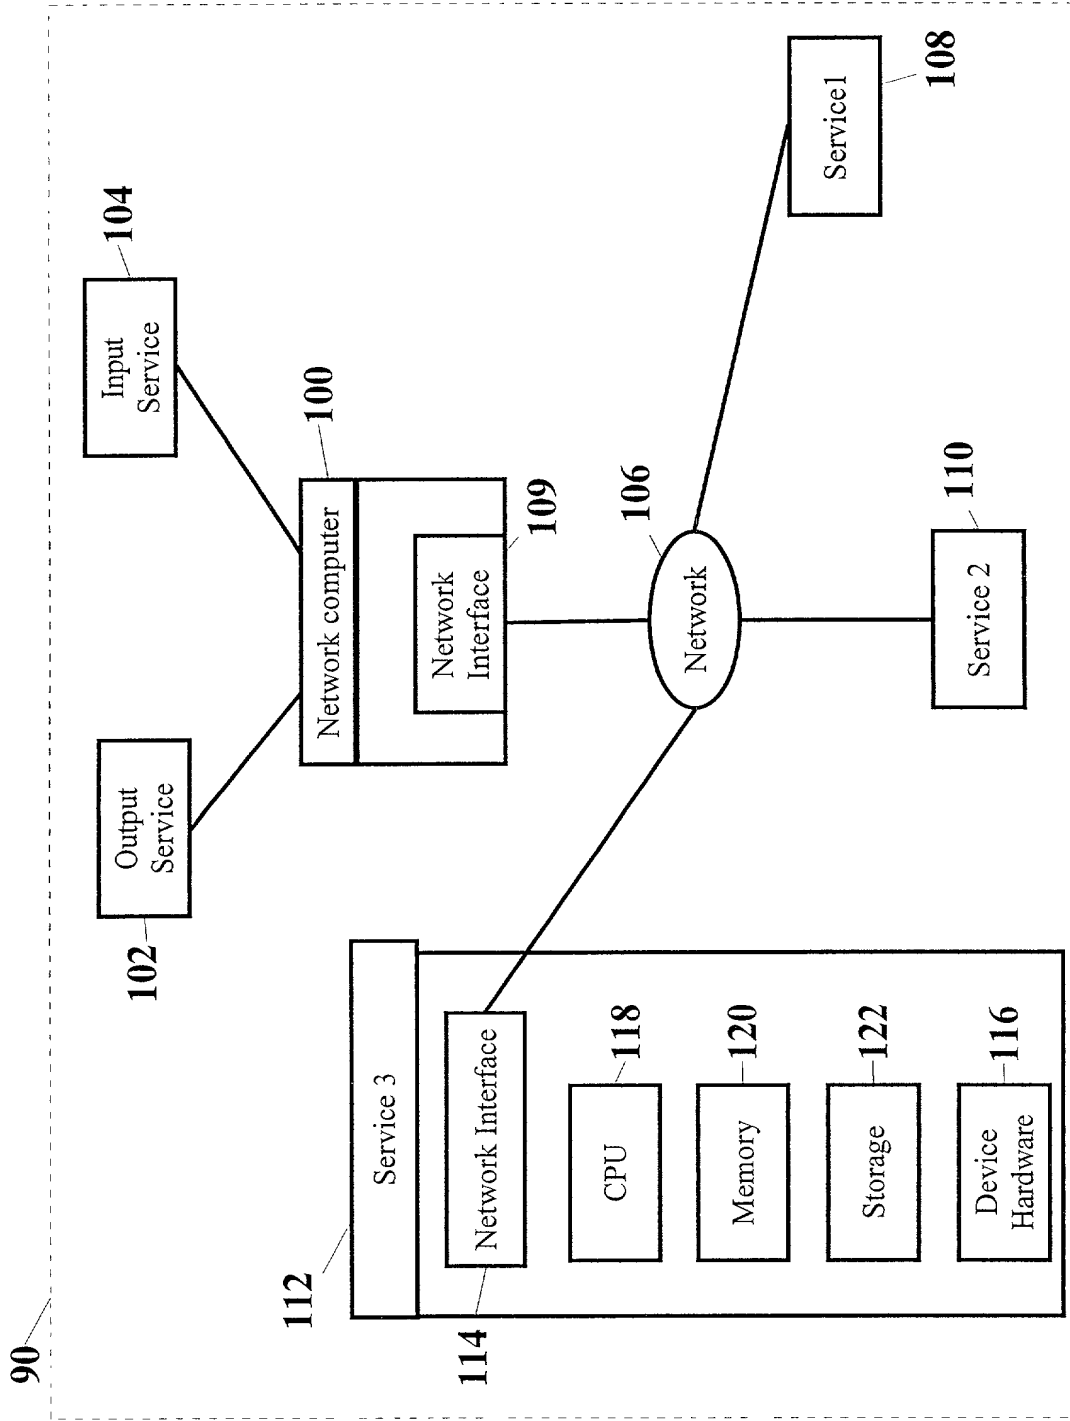 90
104
Input
Service
Output
Service
102
100
Network computer
109
Network
Interface
106
Network
108
Service1
110
Service 2
112
Service 3
114
Network Interface
118
CPU
120
Memory
122
Storage
116
Device
Hardware